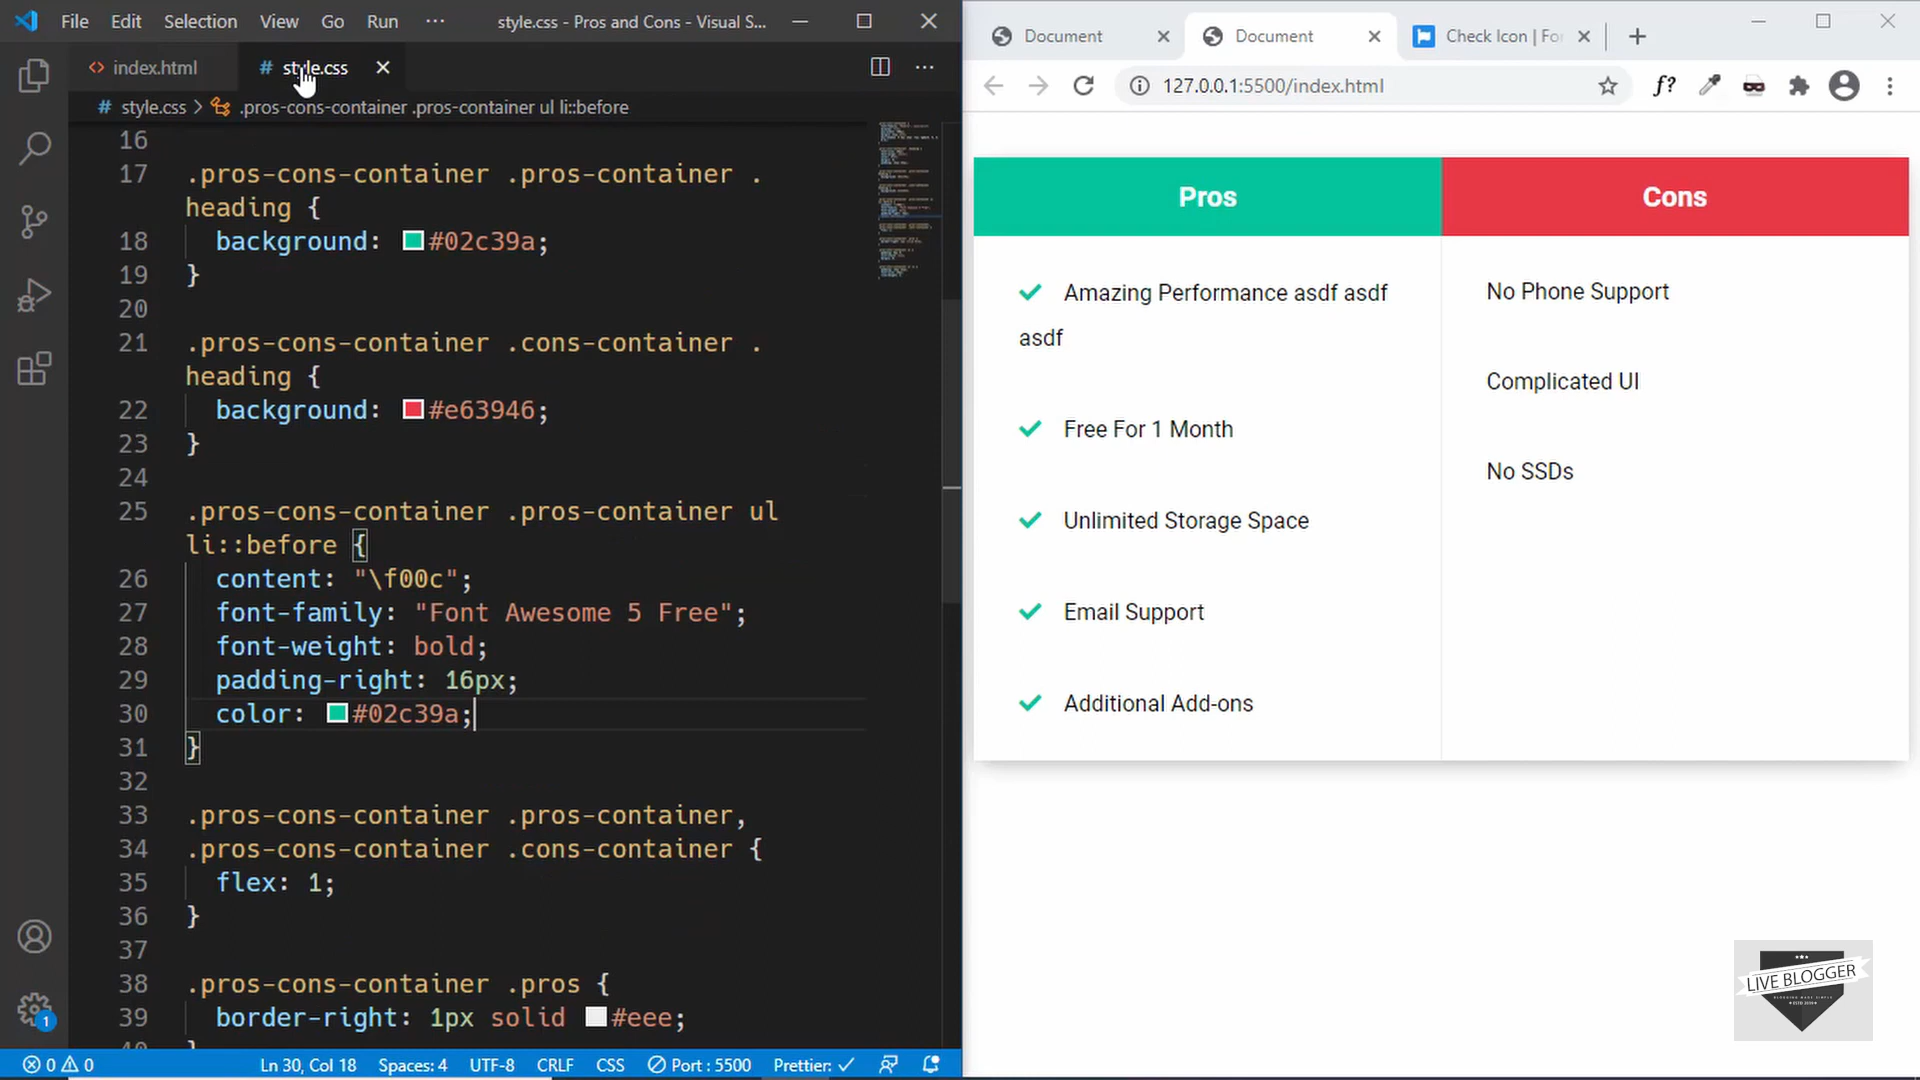 File Edit Selection View Go Run ··· style.css - Pros and Cons - Visual S...
index.html
style.css
style.css > .pros-cons-container .pros-container ul li::before
16
17 .pros-cons-container .pros-container .
heading {
18 background: #02c39a;
19 }
20
21 .pros-cons-container .cons-container .
heading {
22 background: #e63946;
23 }
24
25 .pros-cons-container .pros-container ul
li::before {
26 content: "\f00c";
27 font-family: "Font Awesome 5 Free";
28 font-weight: bold;
29 padding-right: 16px;
30 color: #02c39a;
31 }
32
33 .pros-cons-container .pros-container,
34 .pros-cons-container .cons-container {
35 flex: 1;
36 }
37
38 .pros-cons-container .pros {
39 border-right: 1px solid #eee;
1
0 0 Ln 30, Col 18 Spaces: 4 UTF-8 CRLF CSS Port : 5500 Prettier: ✓
Document
Document
Check Icon | Fo
127.0.0.1:5500/index.html
f?
Pros
Cons
Amazing Performance asdf asdf
asdf
Free For 1 Month
Unlimited Storage Space
Email Support
Additional Add-ons
No Phone Support
Complicated UI
No SSDs
LIVE BLOGGER